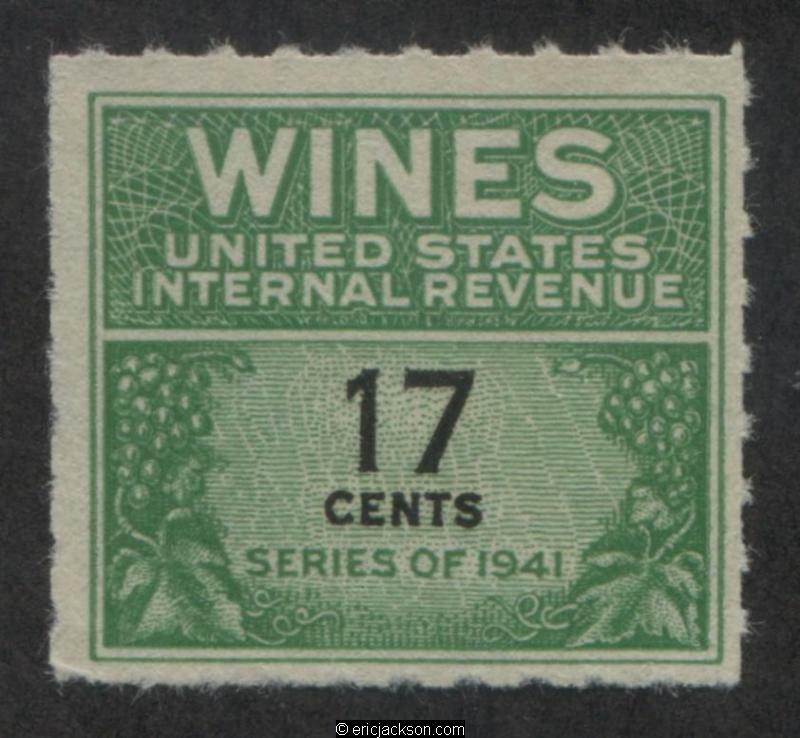 WINES
UNITED STATES
INTERNAL REVENUE
17
CENTS
SERIES OF 1941
© ericjackson.com